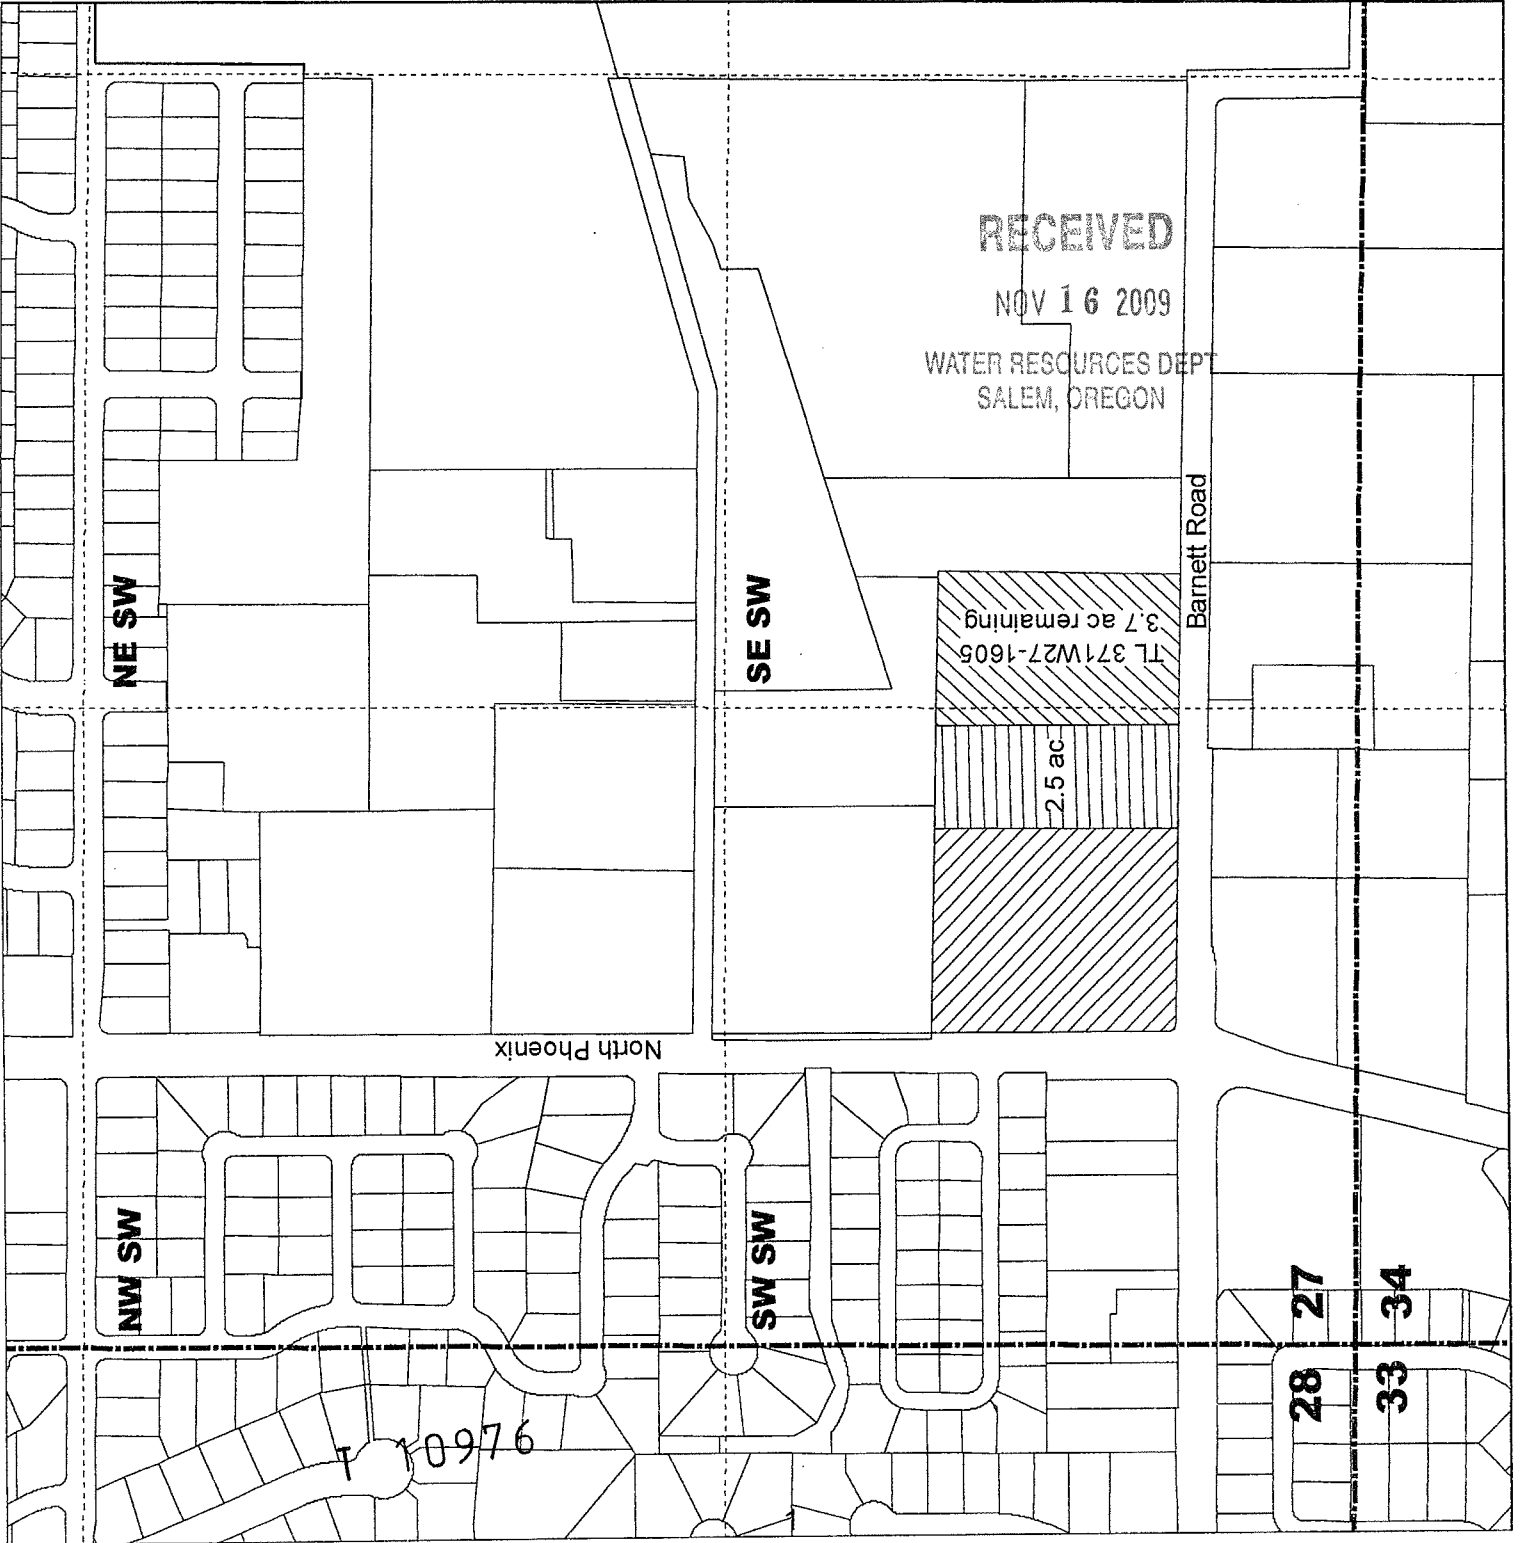 RECEIVED
NOV 16 2009
WATER RESOURCES DEPT
SALEM, OREGON
NE SW
SE SW
Barnett Road
TL 371W27-1605
3.7 ac remaining
2.5 ac
North Phoenix
NW SW
SW SW
27
34
28
33
T 10976